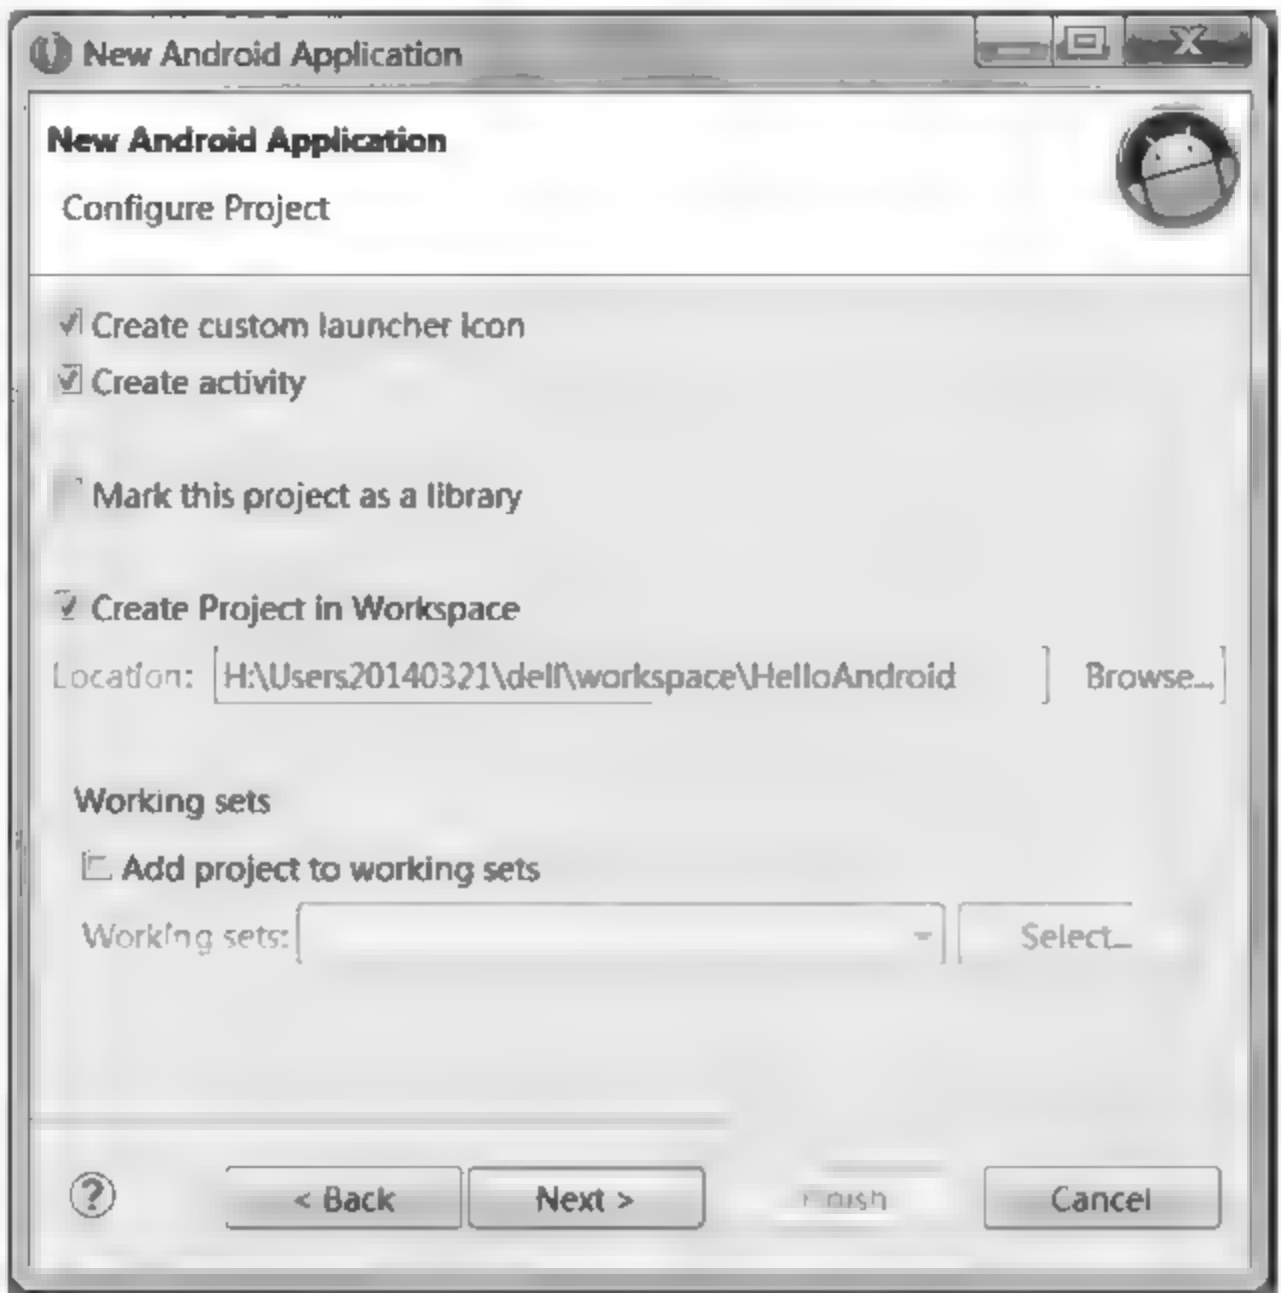 New Android Application
New Android Application
Configure Project
Create custom launcher icon
Create activity
Mark this project as a library
Create Project in Workspace
Location: H:\Users20140321\dell\workspace\HelloAndroid Browse...
Working sets
Add project to working sets
Working sets: Select...
? < Back Next > Finish Cancel